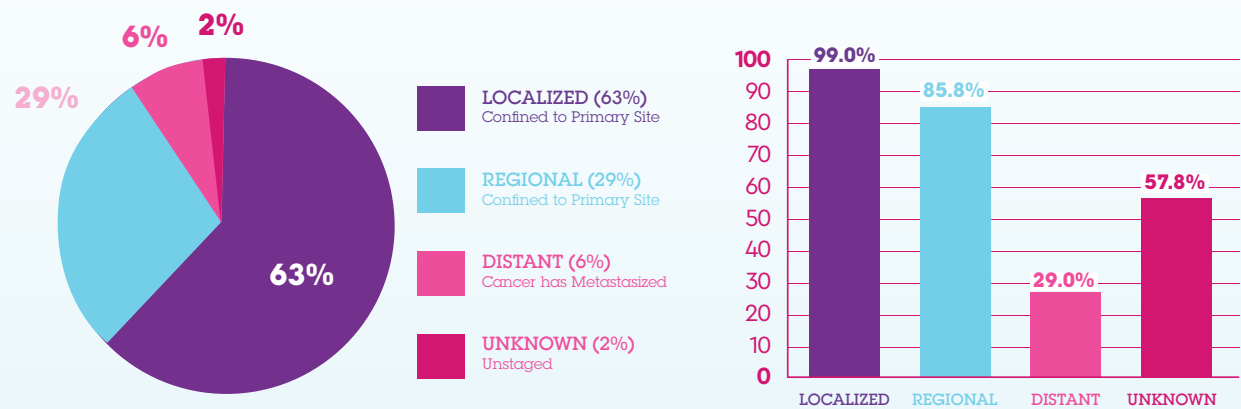 6%
2%
29%
63%
LOCALIZED (63%)
Confined to Primary Site
REGIONAL (29%)
Confined to Primary Site
DISTANT (6%)
Cancer has Metastasized
UNKNOWN (2%)
Unstaged
100
90
80
70
60
50
40
30
20
10
0
99.0%
85.8%
29.0%
57.8%
LOCALIZED
REGIONAL
DISTANT
UNKNOWN